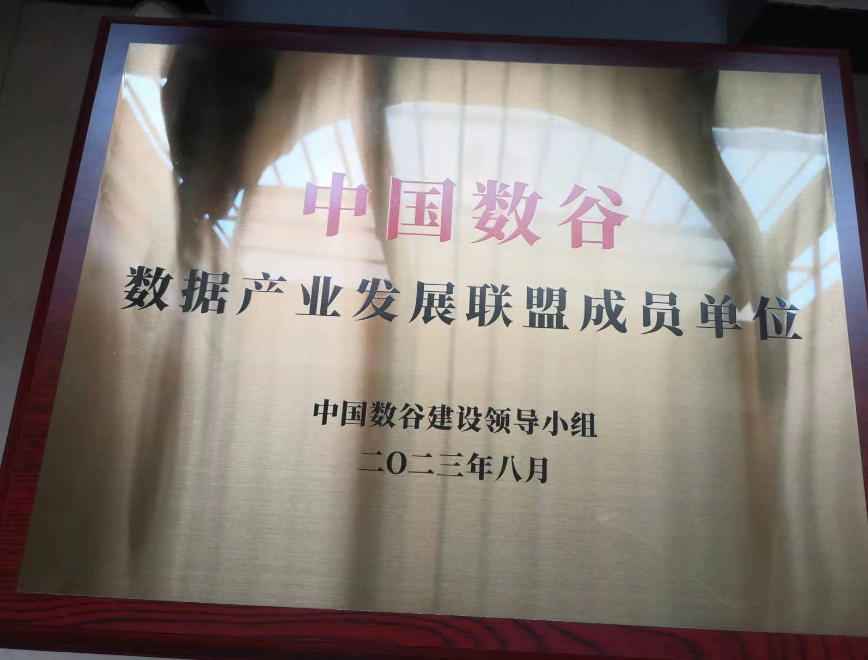 中国数谷
数据产业发展联盟成员单位
中国数谷建设领导小组
二〇二三年八月